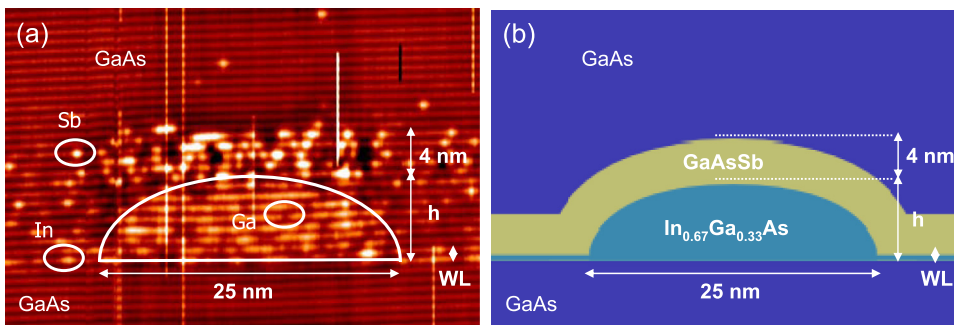 (a)
GaAs
Sb
4 nm
Ga
h
In
WL
25 nm
GaAs
(b)
GaAs
GaAsSb
4 nm
h
In0.67Ga0.33As
WL
25 nm
GaAs